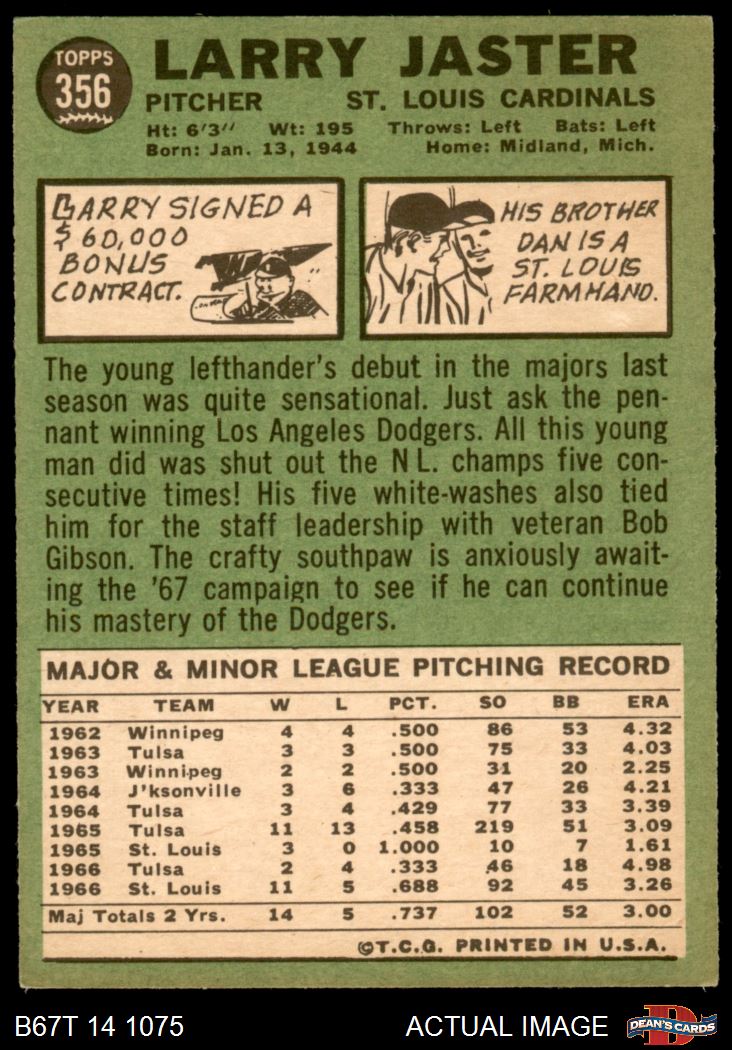 TOPPS
356
LARRY JASTER
PITCHER ST. LOUIS CARDINALS
Ht: 6'3" Wt: 195 Throws: Left Bats: Left
Born: Jan. 13, 1944 Home: Midland, Mich.
LARRY SIGNED A
$60,000
BONUS
CONTRACT.
HIS BROTHER
DAN IS A
ST. LOUIS
FARMHAND.
The young lefthander's debut in the majors last
season was quite sensational. Just ask the pen-
nant winning Los Angeles Dodgers. All this young
man did was shut out the N L. champs five con-
secutive times! His five white-washes also tied
him for the staff leadership with veteran Bob
Gibson. The crafty southpaw is anxiously await-
ing the '67 campaign to see if he can continue
his mastery of the Dodgers.
MAJOR & MINOR LEAGUE PITCHING RECORD
YEAR TEAM W L PCT. SO BB ERA
1962 Winnipeg 4 4 .500 86 53 4.32
1963 Tulsa 3 3 .500 75 33 4.03
1963 Winnipeg 2 2 .500 31 20 2.25
1964 J'ksonville 3 6 .333 47 26 4.21
1964 Tulsa 3 4 .429 77 33 3.39
1965 Tulsa 11 13 .458 219 51 3.09
1965 St. Louis 3 0 1.000 10 7 1.61
1966 Tulsa 2 4 .333 46 18 4.98
1966 St. Louis 11 5 .688 92 45 3.26
Maj Totals 2 Yrs. 14 5 .737 102 52 3.00
©T.C.G. PRINTED IN U.S.A.
B67T 14 1075 ACTUAL IMAGE D DEAN'S CARDS